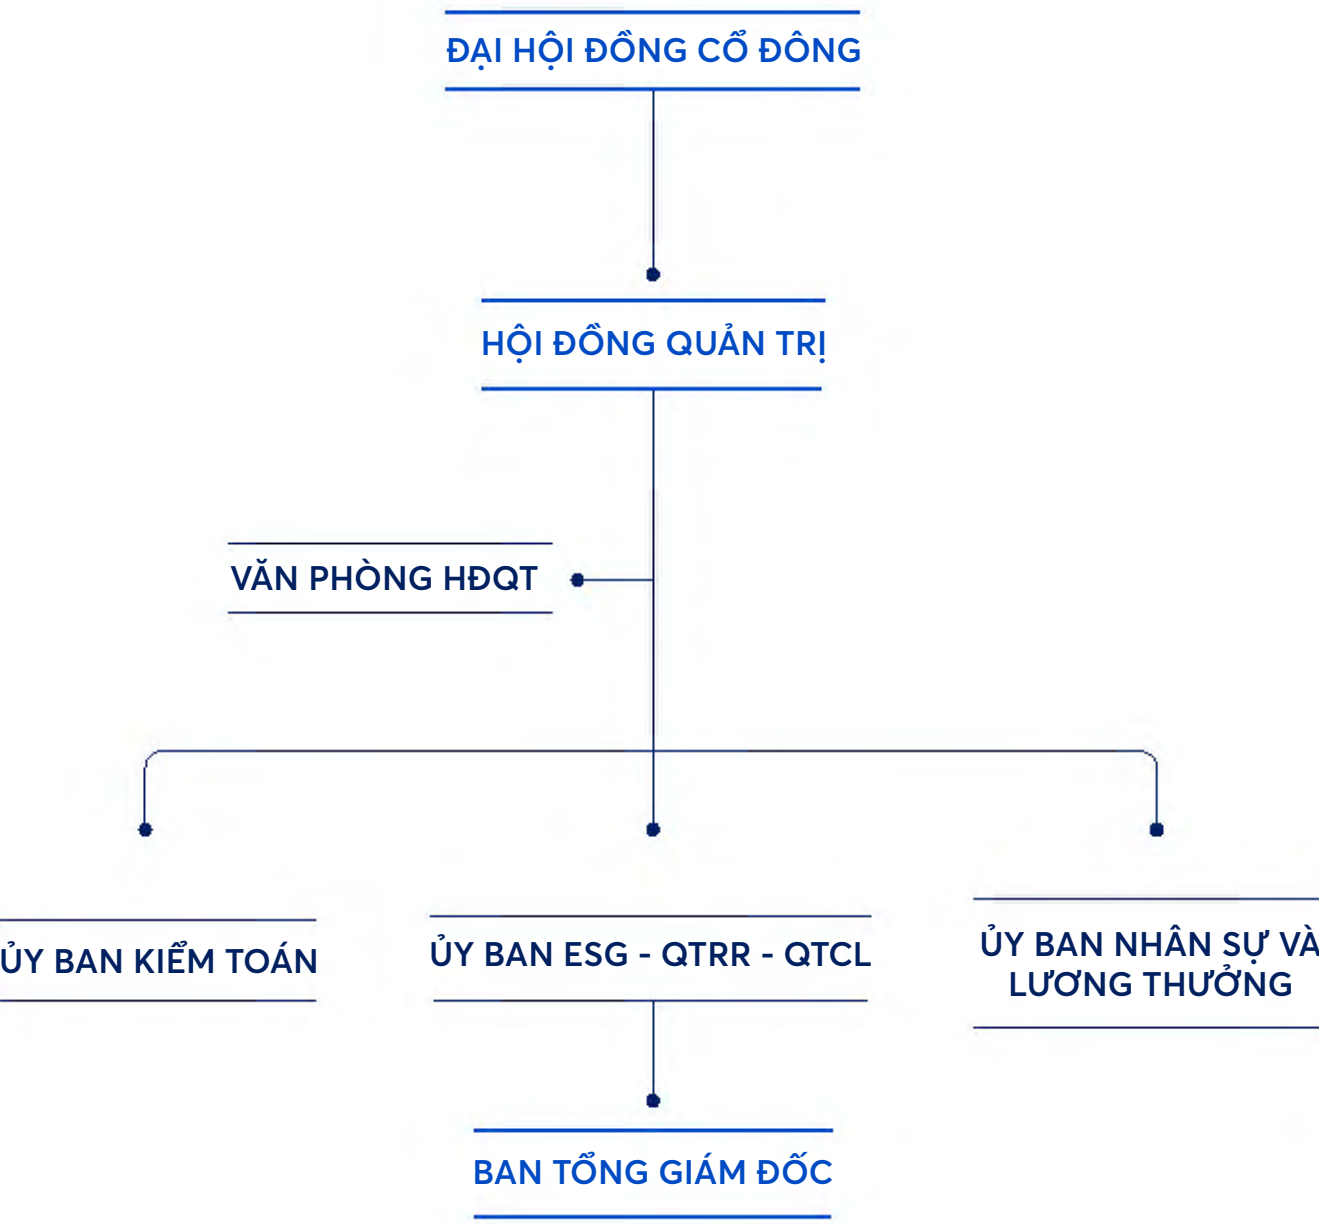 ĐẠI HỘI ĐỒNG CỔ ĐÔNG
HỘI ĐỒNG QUẢN TRỊ
VĂN PHÒNG HĐQT
ỦY BAN KIỂM TOÁN
ỦY BAN ESG - QTRR - QTCL
ỦY BAN NHÂN SỰ VÀ
LƯƠNG THƯỞNG
BAN TỔNG GIÁM ĐỐC